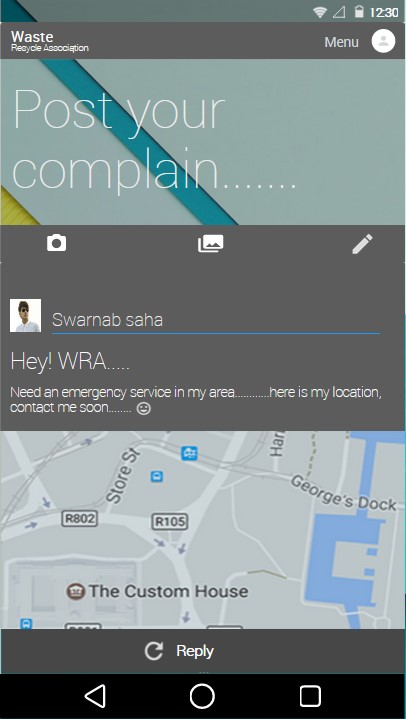 12:30
Waste
Recycle Association
Menu
Post your
complain.......
Swarnab saha
Hey! WRA.....
Need an emergency service in my area...........here is my location,
contact me soon........
Store St
Har
George's Dock
R802
R105
The Custom House
Reply